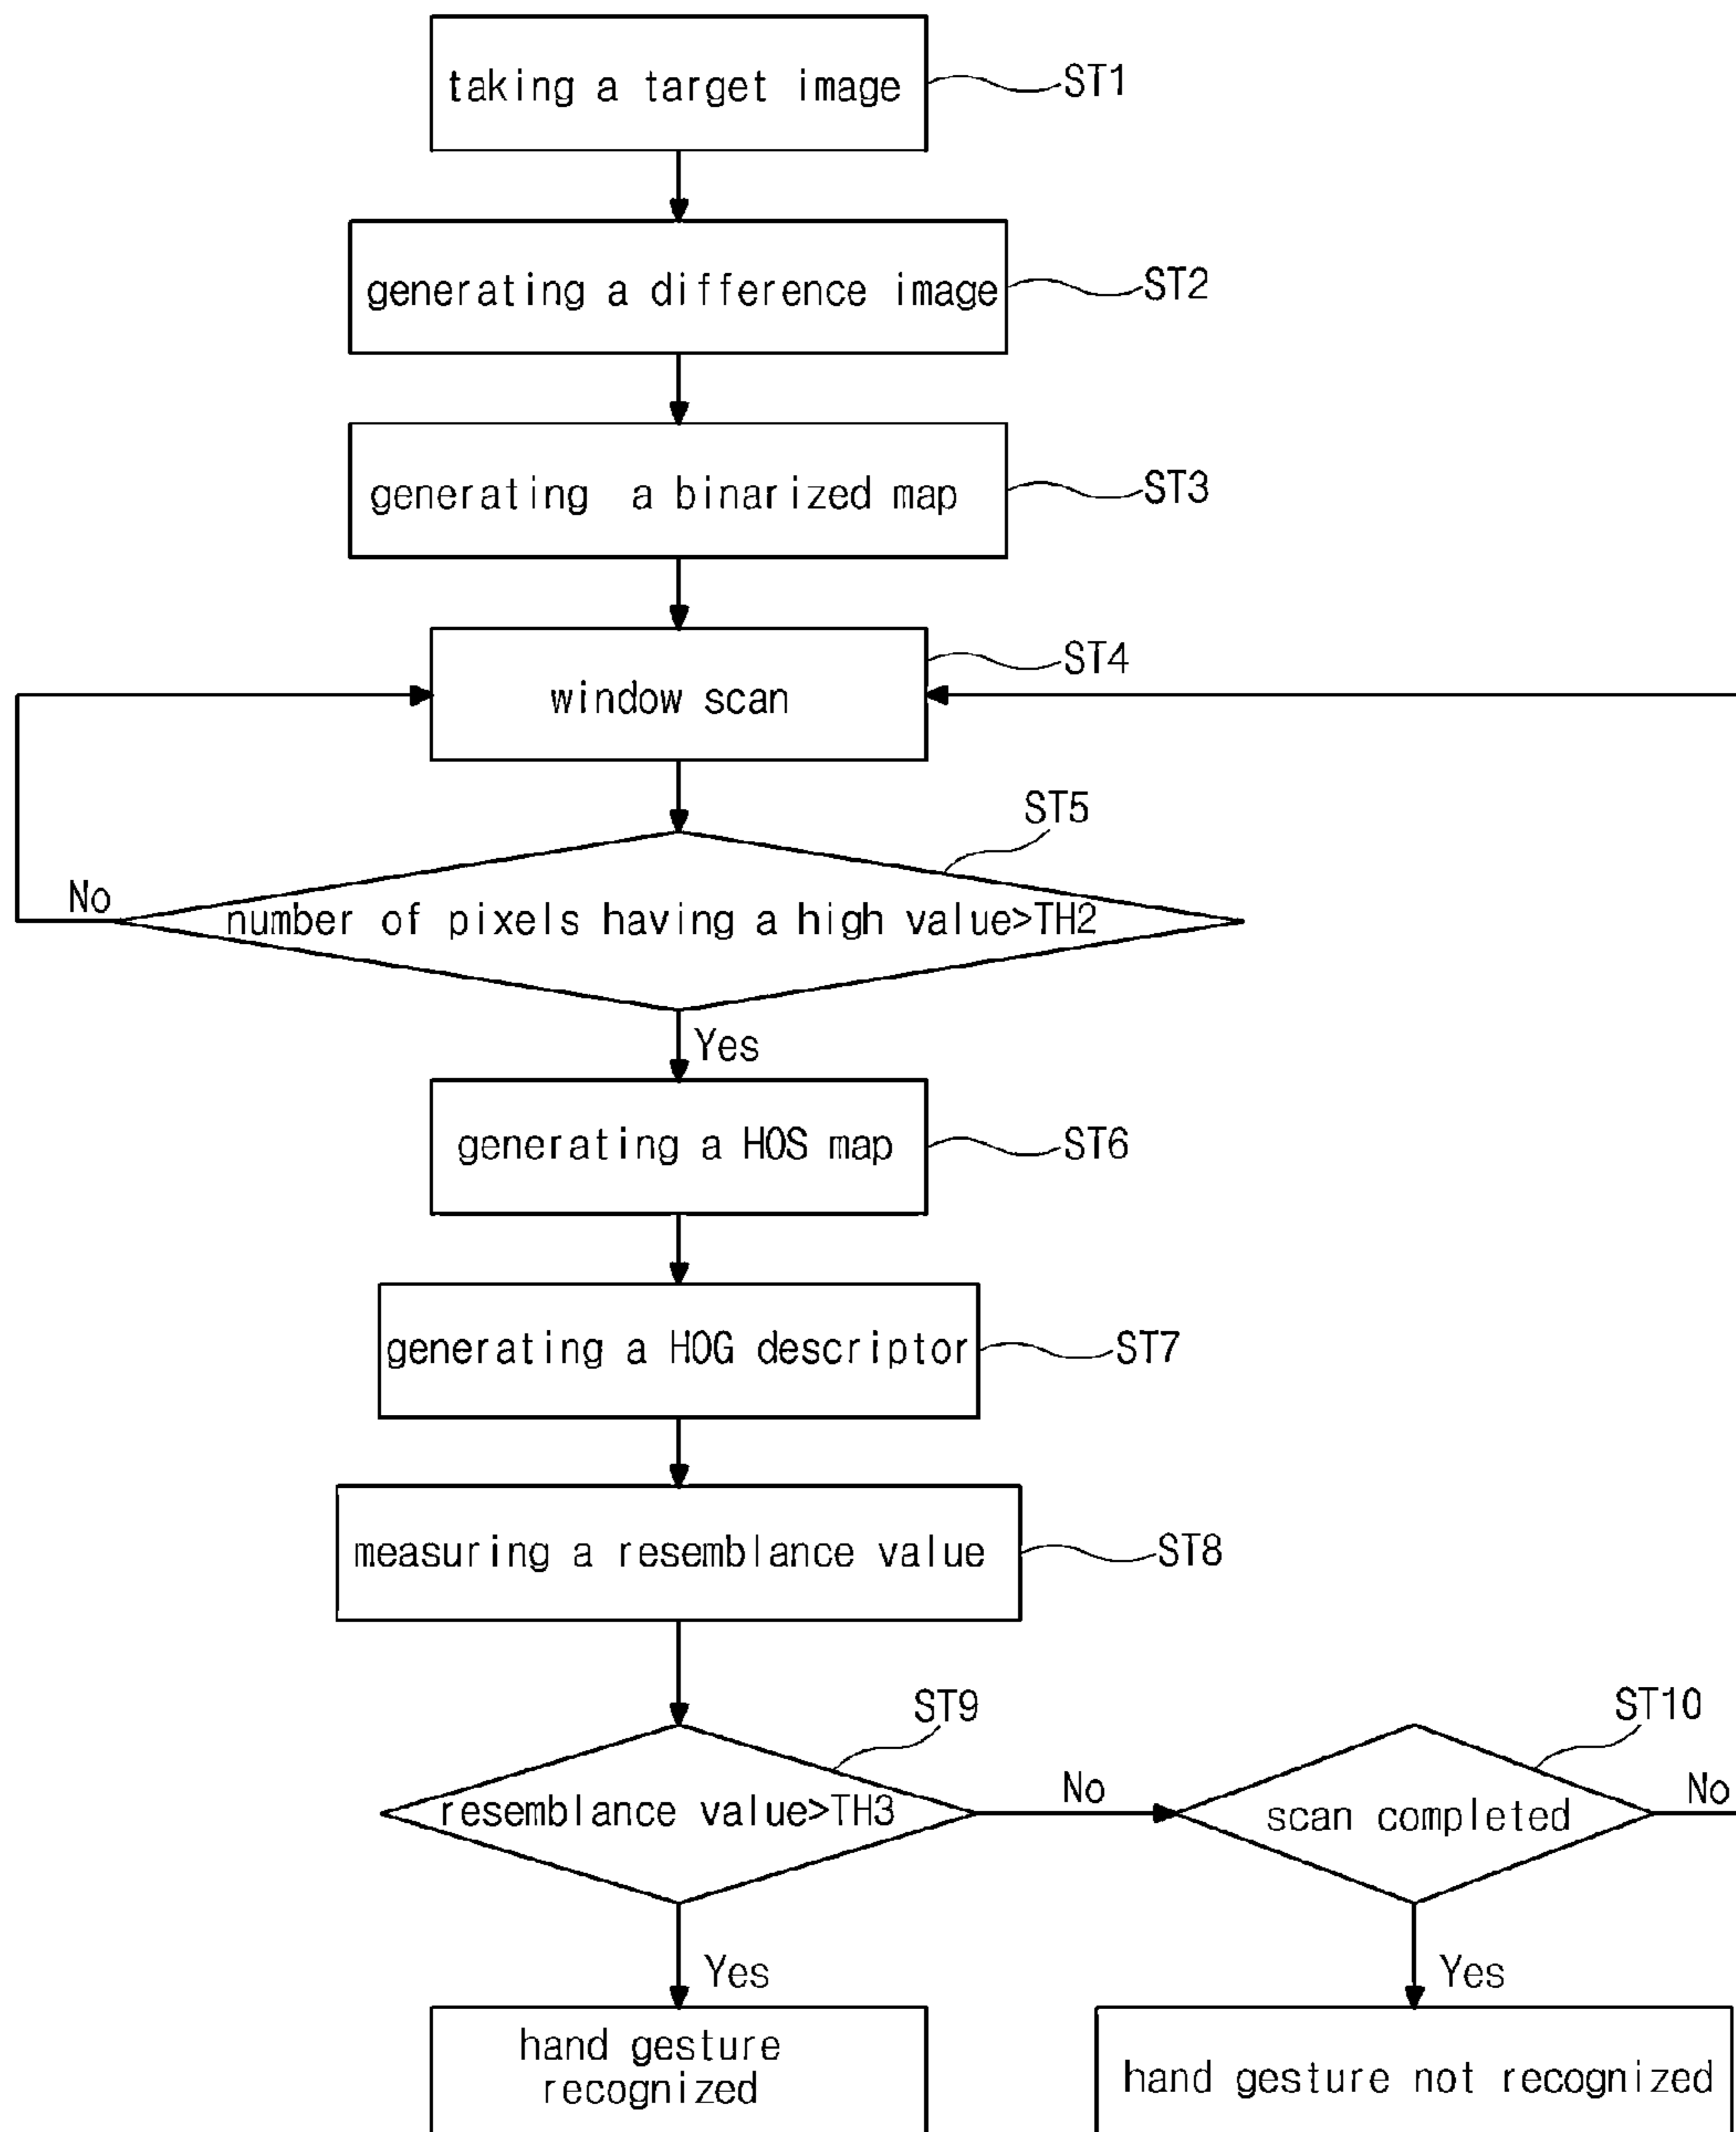 taking a target image
ST1
generating a difference image
ST2
generating a binarized map
ST3
ST4
window scan
ST5
No
number of pixels having a high value>TH2
Yes
generating a HOS map
ST6
generating a HOG descriptor
ST7
measuring a resemblance value
ST8
ST9
ST10
No
No
resemblance value>TH3
scan completed
Yes
Yes
hand gesture
recognized
hand gesture not recognized